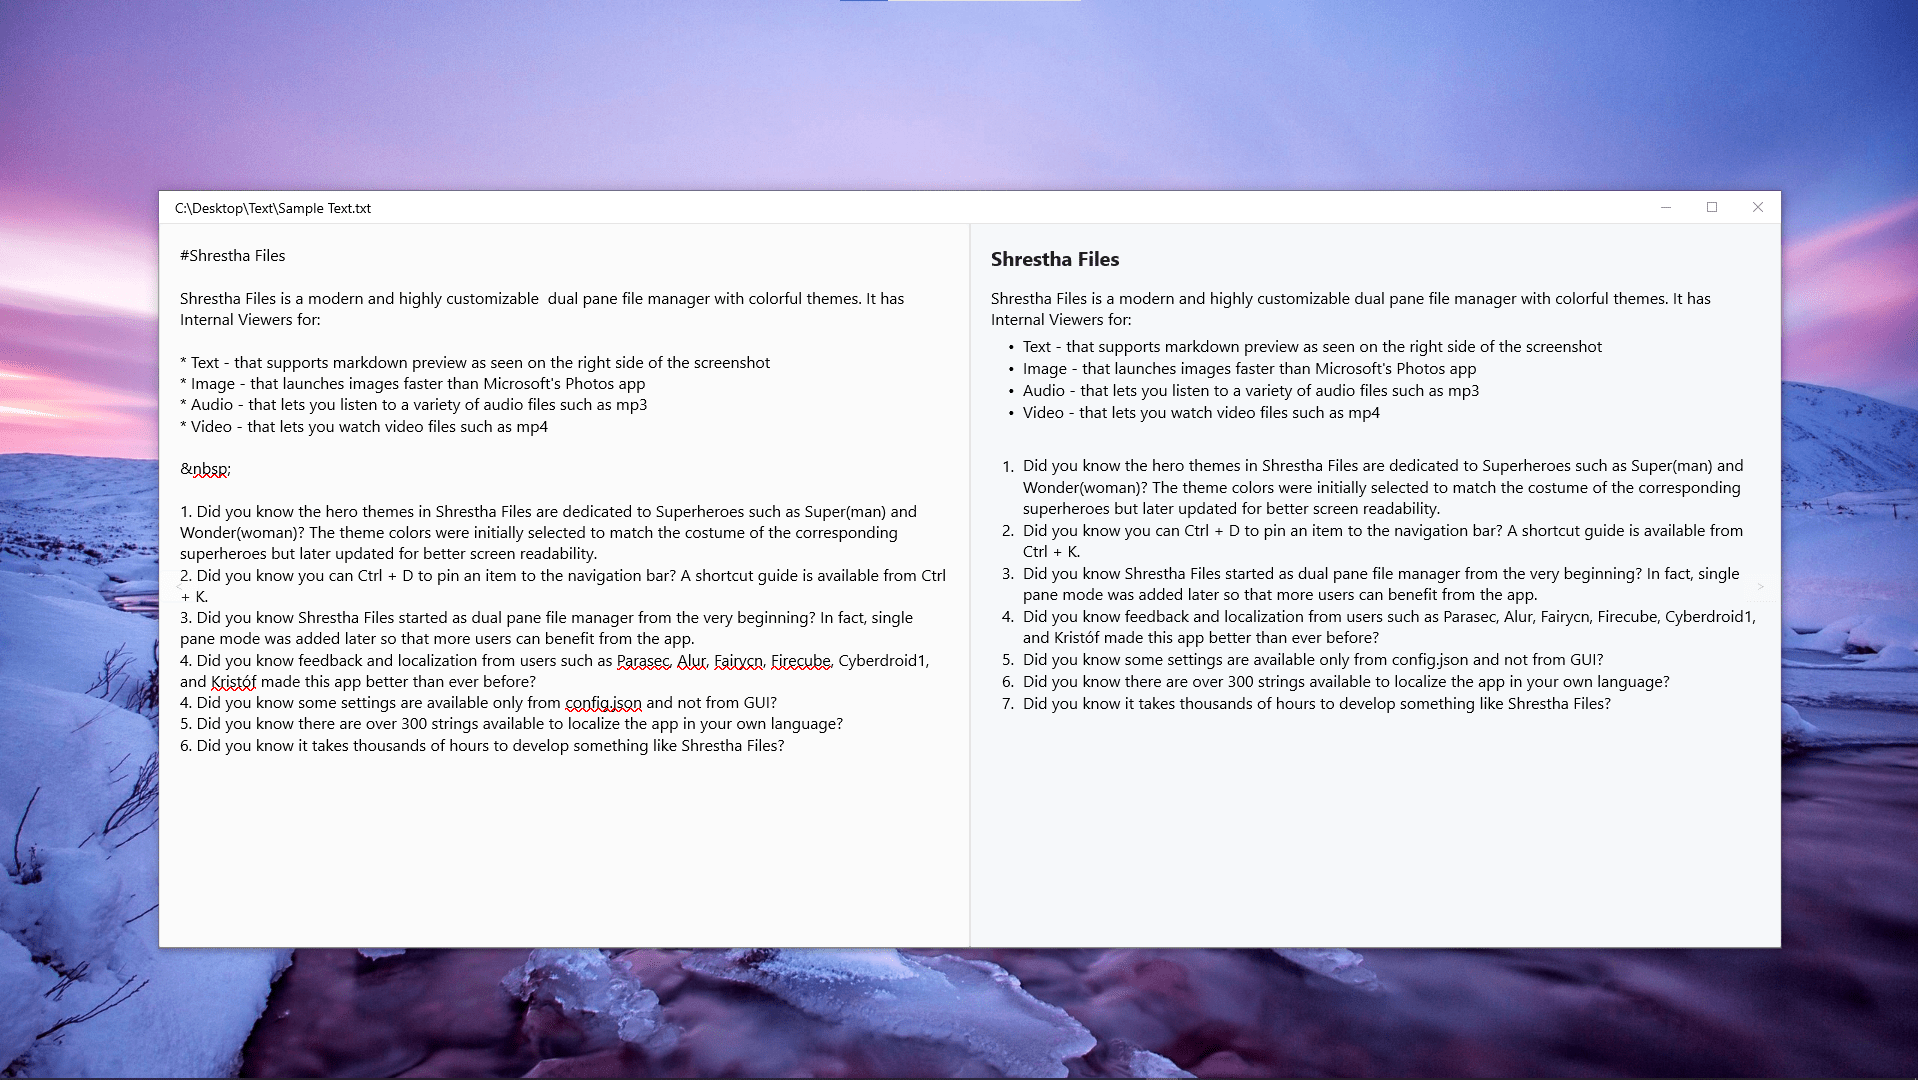 C:\Desktop\Text\Sample Text.txt
#Shrestha Files
Shrestha Files is a modern and highly customizable  dual pane file manager with colorful themes. It has
Internal Viewers for:
* Text - that supports markdown preview as seen on the right side of the screenshot
* Image - that launches images faster than Microsoft's Photos app
* Audio - that lets you listen to a variety of audio files such as mp3
* Video - that lets you watch video files such as mp4
&nbsp;
1. Did you know the hero themes in Shrestha Files are dedicated to Superheroes such as Super(man) and
Wonder(woman)? The theme colors were initially selected to match the costume of the corresponding
superheroes but later updated for better screen readability.
2. Did you know you can Ctrl + D to pin an item to the navigation bar? A shortcut guide is available from Ctrl
+ K.
3. Did you know Shrestha Files started as dual pane file manager from the very beginning? In fact, single
pane mode was added later so that more users can benefit from the app.
4. Did you know feedback and localization from users such as Parasec, Alur, Fairycn, Firecube, Cyberdroid1,
and Kristóf made this app better than ever before?
4. Did you know some settings are available only from config.json and not from GUI?
5. Did you know there are over 300 strings available to localize the app in your own language?
6. Did you know it takes thousands of hours to develop something like Shrestha Files?
Shrestha Files
Shrestha Files is a modern and highly customizable dual pane file manager with colorful themes. It has
Internal Viewers for:
• Text - that supports markdown preview as seen on the right side of the screenshot
• Image - that launches images faster than Microsoft's Photos app
• Audio - that lets you listen to a variety of audio files such as mp3
• Video - that lets you watch video files such as mp4
1. Did you know the hero themes in Shrestha Files are dedicated to Superheroes such as Super(man) and
Wonder(woman)? The theme colors were initially selected to match the costume of the corresponding
superheroes but later updated for better screen readability.
2. Did you know you can Ctrl + D to pin an item to the navigation bar? A shortcut guide is available from
Ctrl + K.
3. Did you know Shrestha Files started as dual pane file manager from the very beginning? In fact, single
pane mode was added later so that more users can benefit from the app.
4. Did you know feedback and localization from users such as Parasec, Alur, Fairycn, Firecube, Cyberdroid1,
and Kristóf made this app better than ever before?
5. Did you know some settings are available only from config.json and not from GUI?
6. Did you know there are over 300 strings available to localize the app in your own language?
7. Did you know it takes thousands of hours to develop something like Shrestha Files?